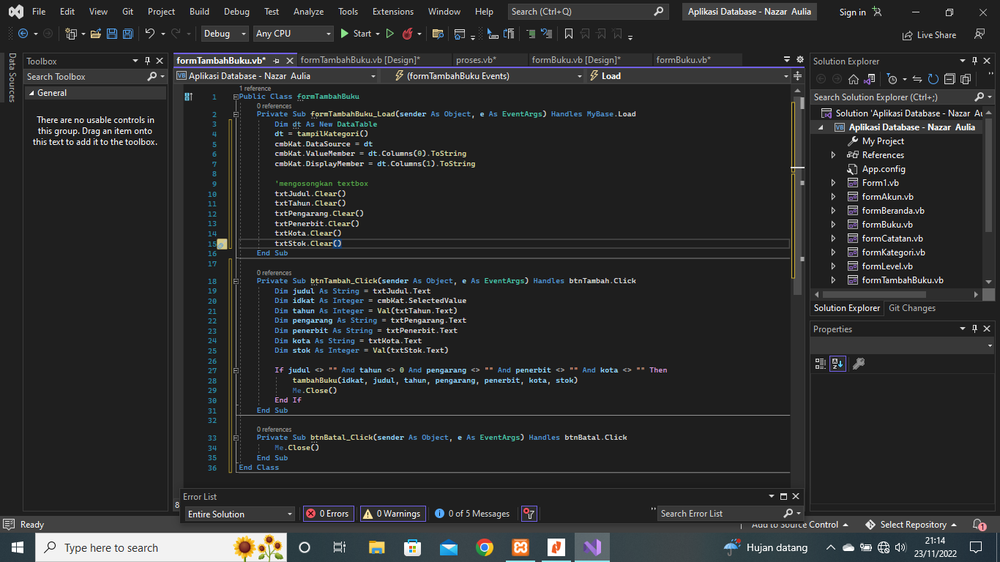 File Edit View Git Project Build Debug Test Analyze Tools Extensions Window Help Search (Ctrl+Q) Aplikasi Database - Nazar Aulia Sign in
Debug Any CPU Start Live Share
Data Sources
Toolbox
Search Toolbox
General
There are no usable controls in
this group. Drag an item onto
this text to add it to the toolbox.
formTambahBuku.vb* formTambahBuku.vb [Design]* proses.vb* formBuku.vb [Design]* formBuku.vb*
VB Aplikasi Database - Nazar Aulia (formTambahBuku Events) Load
1 reference
1 Public Class formTambahBuku
0 references
2 Private Sub formTambahBuku_Load(sender As Object, e As EventArgs) Handles MyBase.Load
3 Dim dt As New DataTable
4 dt = tampilKategori()
5 cmbKat.DataSource = dt
6 cmbKat.ValueMember = dt.Columns(0).ToString
7 cmbKat.DisplayMember = dt.Columns(1).ToString
8
9 'mengosongkan textbox
10 txtJudul.Clear()
11 txtTahun.Clear()
12 txtPengarang.Clear()
13 txtPenerbit.Clear()
14 txtKota.Clear()
15 txtStok.Clear()
16 End Sub
17
0 references
18 Private Sub btnTambah_Click(sender As Object, e As EventArgs) Handles btnTambah.Click
19 Dim judul As String = txtJudul.Text
20 Dim idkat As Integer = cmbKat.SelectedValue
21 Dim tahun As Integer = Val(txtTahun.Text)
22 Dim pengarang As String = txtPengarang.Text
23 Dim penerbit As String = txtPenerbit.Text
24 Dim kota As String = txtKota.Text
25 Dim stok As Integer = Val(txtStok.Text)
26
27 If judul <> "" And tahun <> 0 And pengarang <> "" And penerbit <> "" And kota <> "" Then
28 tambahBuku(idkat, judul, tahun, pengarang, penerbit, kota, stok)
29 Me.Close()
30 End If
31 End Sub
32
0 references
33 Private Sub btnBatal_Click(sender As Object, e As EventArgs) Handles btnBatal.Click
34 Me.Close()
35 End Sub
36 End Class
8
Error List
Entire Solution 0 Errors 0 Warnings 0 of 5 Messages Search Error List
Solution Explorer
Search Solution Explorer (Ctrl+;)
Solution 'Aplikasi Database - Nazar Au
VB Aplikasi Database - Nazar Aulia
My Project
References
App.config
Form1.vb
formAkun.vb
formBeranda.vb
formBuku.vb
formCatatan.vb
formKategori.vb
formLevel.vb
formTambahBuku.vb
Solution Explorer Git Changes
Properties
Ready Add to Source Control Select Repository 1
Type here to search Hujan datang 21:14
23/11/2022